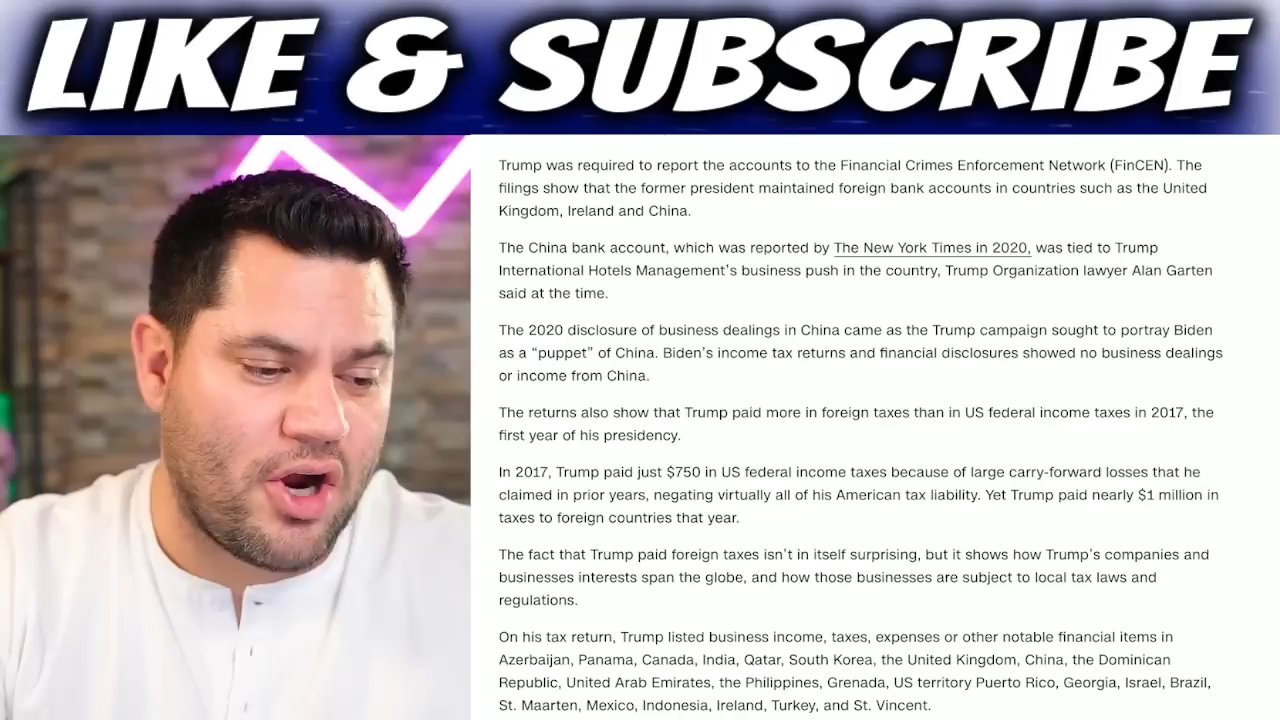 LIKE & SUBSCRIBE
Trump was required to report the accounts to the Financial Crimes Enforcement Network (FinCEN). The
filings show that the former president maintained foreign bank accounts in countries such as the United
Kingdom, Ireland and China.
The China bank account, which was reported by The New York Times in 2020, was tied to Trump
International Hotels Management's business push in the country, Trump Organization lawyer Alan Garten
said at the time.
The 2020 disclosure of business dealings in China came as the Trump campaign sought to portray Biden
as a “puppet” of China. Biden's income tax returns and financial disclosures showed no business dealings
or income from China.
The returns also show that Trump paid more in foreign taxes than in US federal income taxes in 2017, the
first year of his presidency.
In 2017, Trump paid just $750 in US federal income taxes because of large carry-forward losses that he
claimed in prior years, negating virtually all of his American tax liability. Yet Trump paid nearly $1 million in
taxes to foreign countries that year.
The fact that Trump paid foreign taxes isn't in itself surprising, but it shows how Trump's companies and
businesses interests span the globe, and how those businesses are subject to local tax laws and
regulations.
On his tax return, Trump listed business income, taxes, expenses or other notable financial items in
Azerbaijan, Panama, Canada, India, Qatar, South Korea, the United Kingdom, China, the Dominican
Republic, United Arab Emirates, the Philippines, Grenada, US territory Puerto Rico, Georgia, Israel, Brazil,
St. Maarten, Mexico, Indonesia, Ireland, Turkey, and St. Vincent.